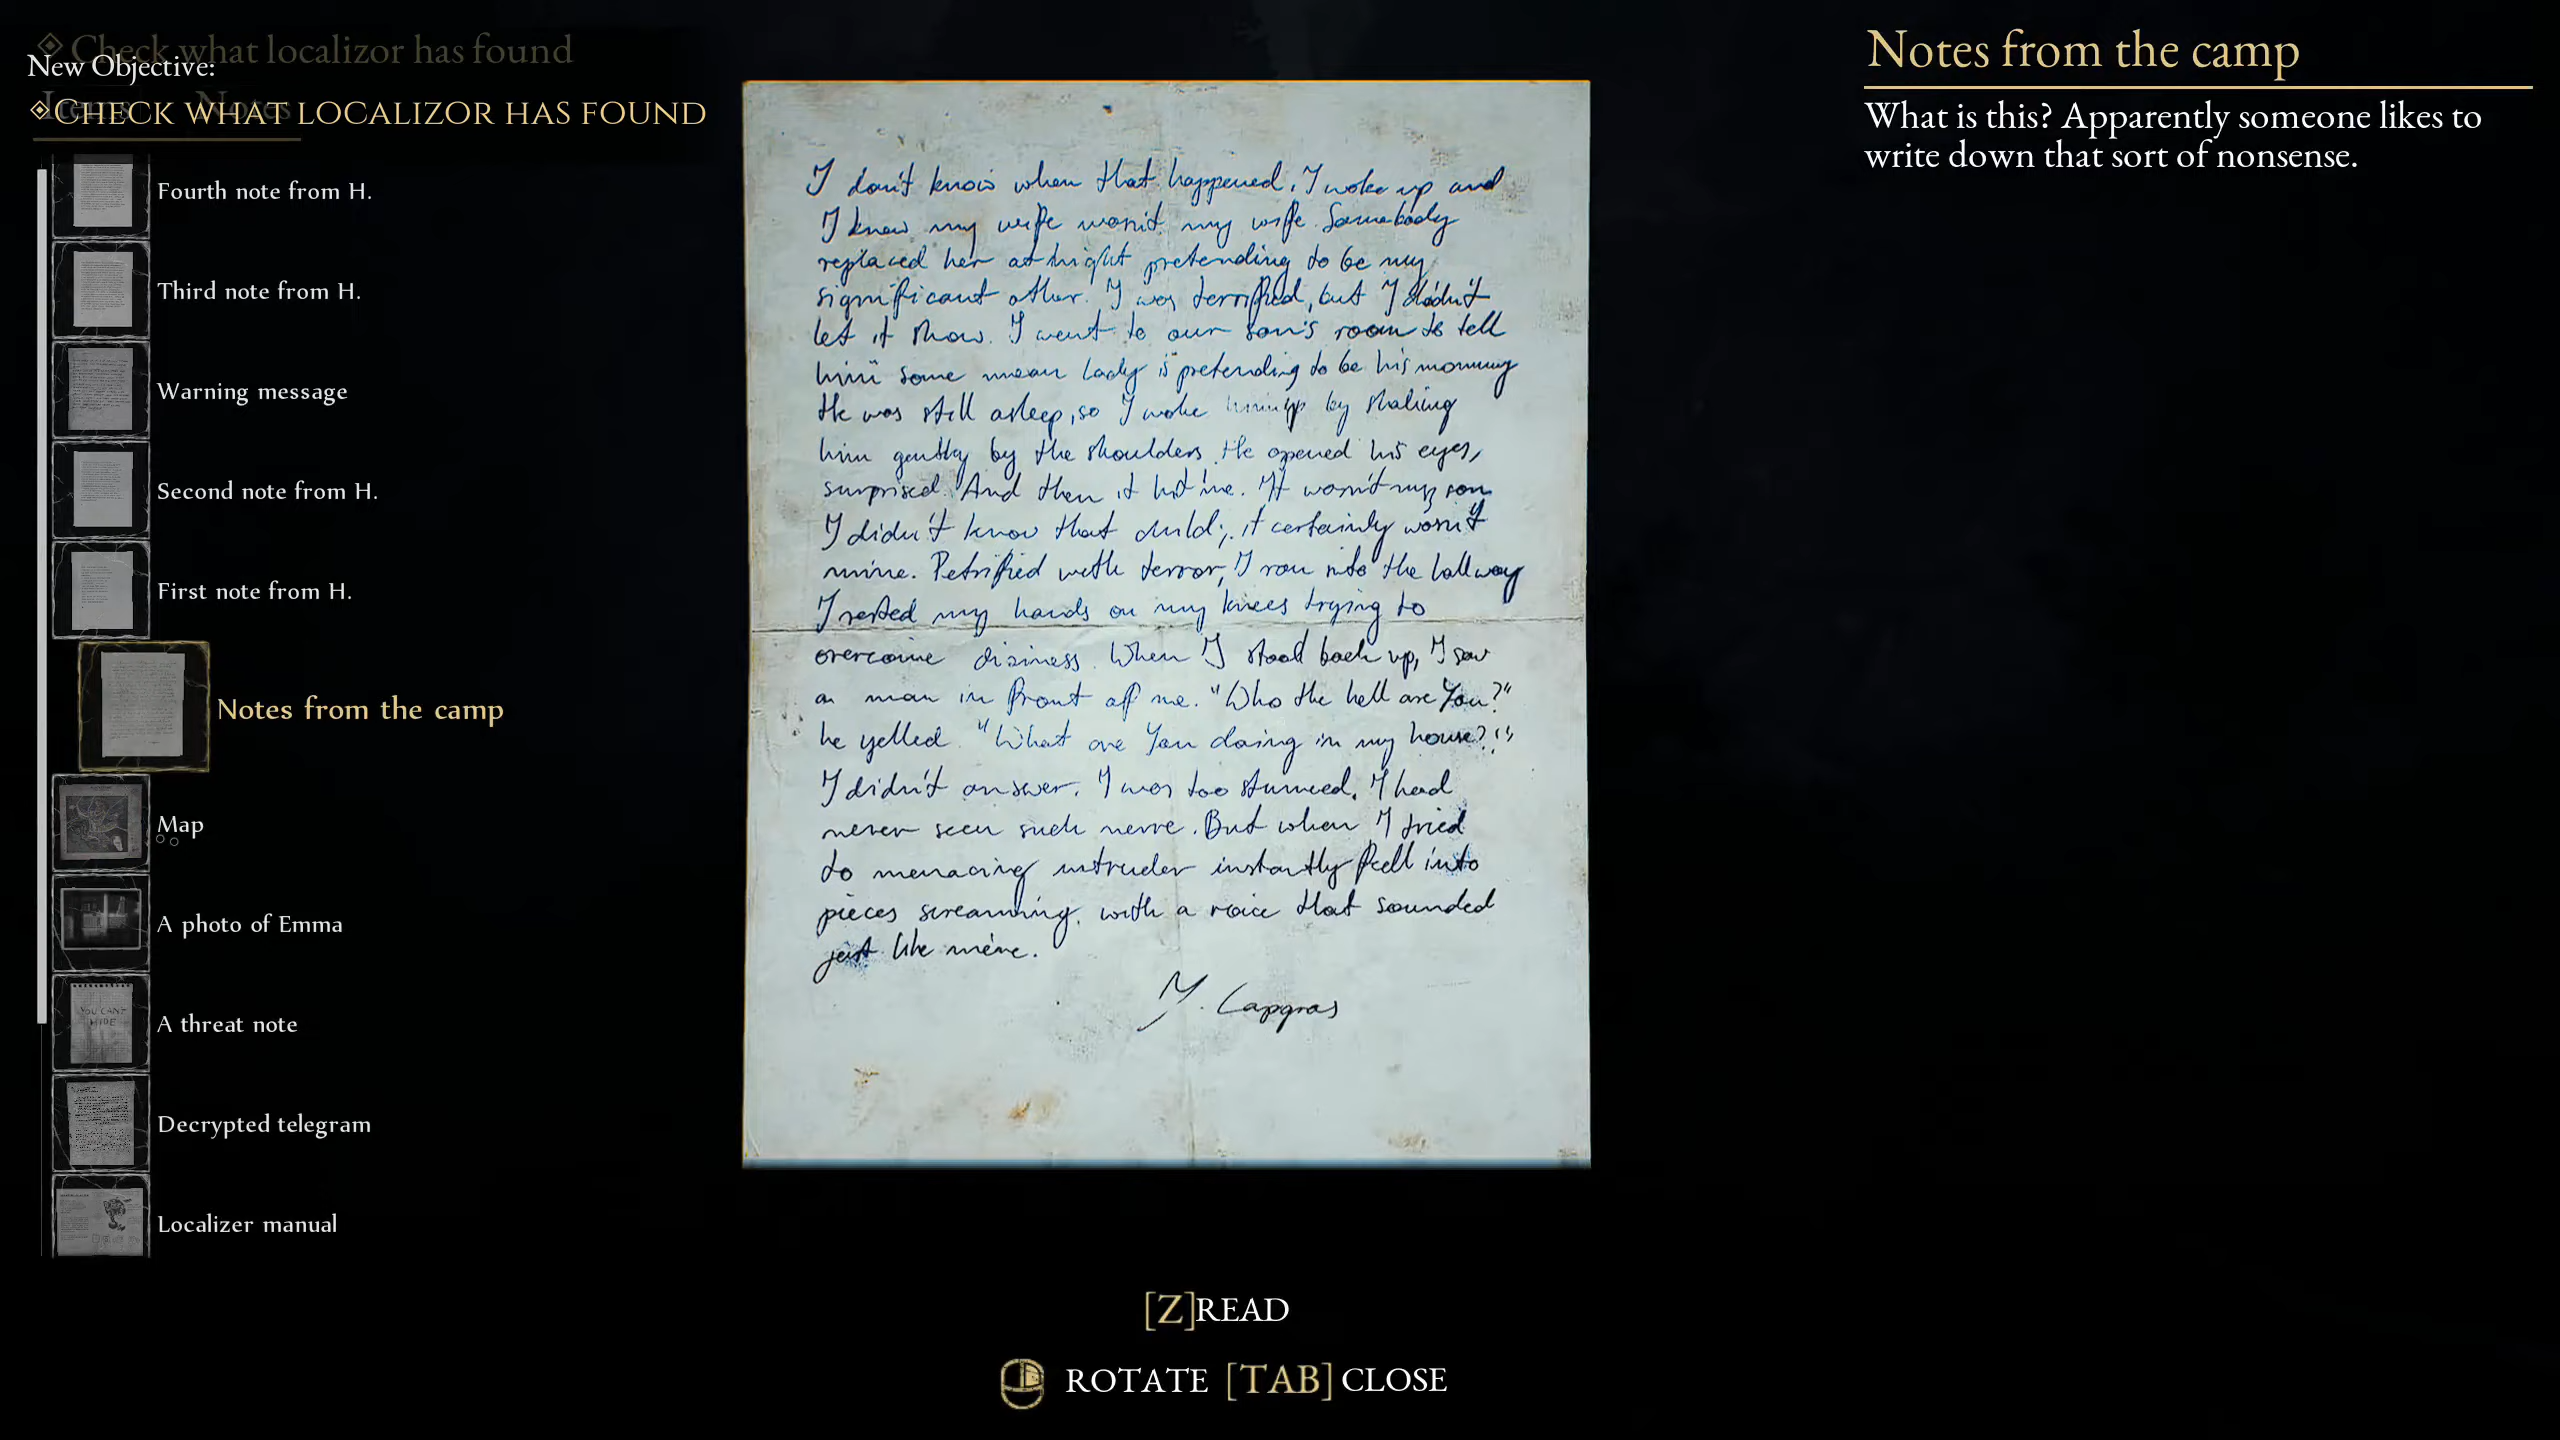 Check what localizor has found
New Objective:
CHECK WHAT LOCALIZOR HAS FOUND
Items Notes
Fourth note from H.
Third note from H.
Warning message
Second note from H.
First note from H.
Notes from the camp
Map
A photo of Emma
A threat note
YOU CAN'T
HIDE
Decrypted telegram
Localizer manual
I don't know when that happened. I woke up and
I knew my wife wasn't my wife. Somebody
replaced her at night pretending to be my
significant other. I was terrified, but I didn't
let it show. I went to our son's room to tell
him some mean lady is pretending to be his mommy
He was still asleep, so I woke him up by shaking
him gently by the shoulders. He opened his eyes,
surprised. And then it hit me. It wasn't my son
I didn't know that child; it certainly wasn't
mine. Petrified with terror, I ran into the hallway
I rested my hands on my knees trying to
overcome diziness. When I stood back up, I saw
a man in front of me. "Who the hell are You?"
he yelled. "What are You doing in my house?!"
I didn't answer. I was too stunned. I had
never seen such nerve. But when I tried
to menacing intruder instantly fell into
pieces screaming, with a voice that sounded
just like mine.
Y. Capgras
Notes from the camp
What is this? Apparently someone likes to
write down that sort of nonsense.
[Z]READ
ROTATE [TAB] CLOSE